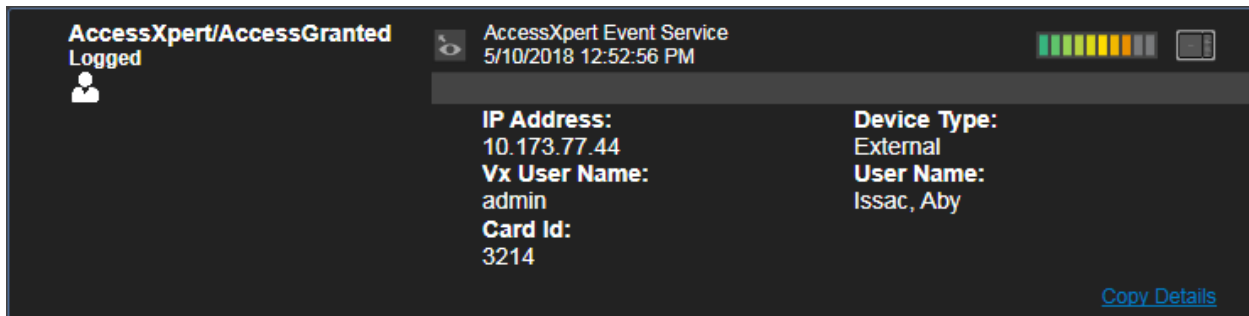 AccessXpert/AccessGranted
Logged
AccessXpert Event Service
5/10/2018 12:52:56 PM
IP Address:
10.173.77.44
Vx User Name:
admin
Card Id:
3214
Device Type:
External
User Name:
Issac, Aby
Copy Details